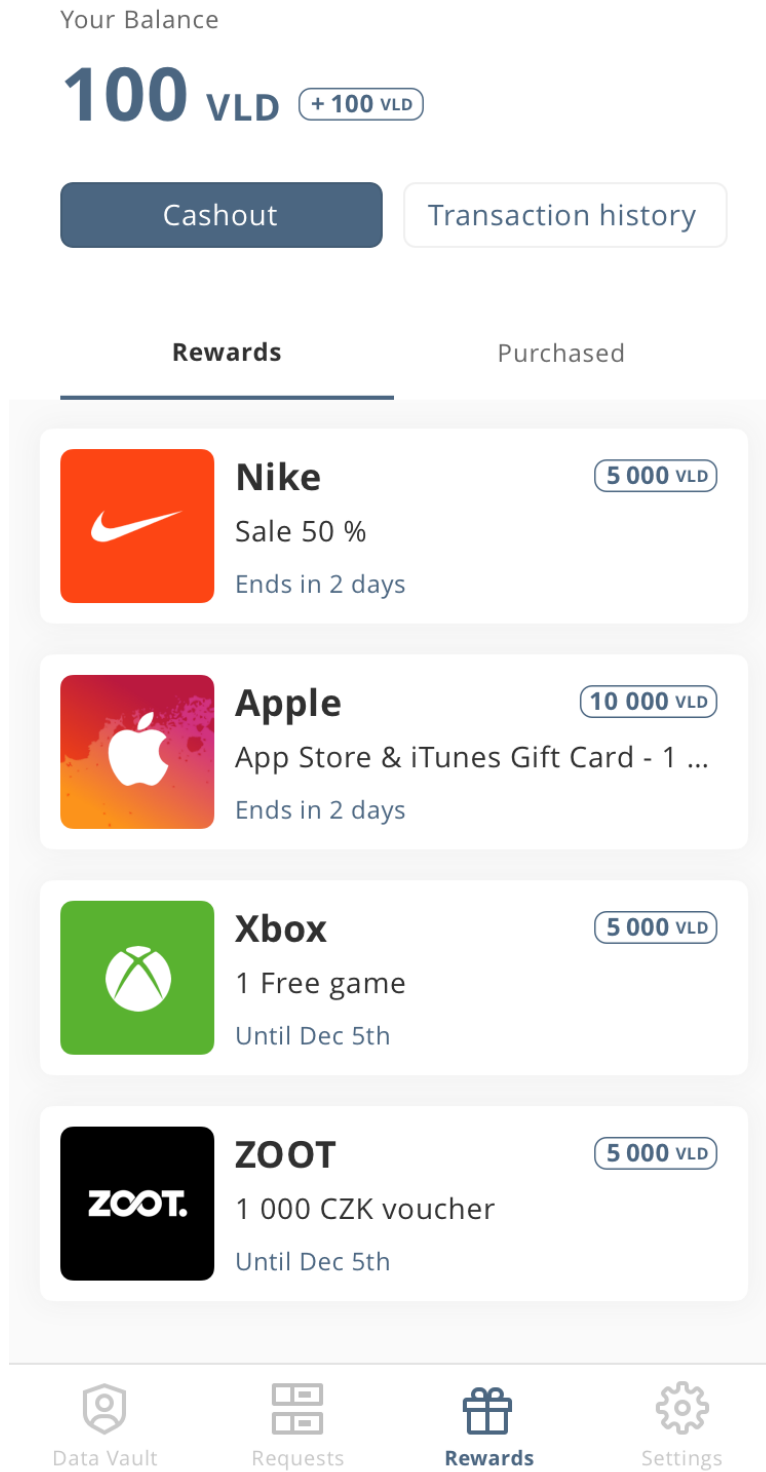 Your Balance
100 VLD + 100 VLD
Cashout Transaction history
Rewards Purchased
Nike 5 000 VLD
Sale 50 %
Ends in 2 days
Apple 10 000 VLD
App Store & iTunes Gift Card - 1 ...
Ends in 2 days
Xbox 5 000 VLD
1 Free game
Until Dec 5th
ZOOT 5 000 VLD
ZOOT.
1 000 CZK voucher
Until Dec 5th
Data Vault Requests Rewards Settings